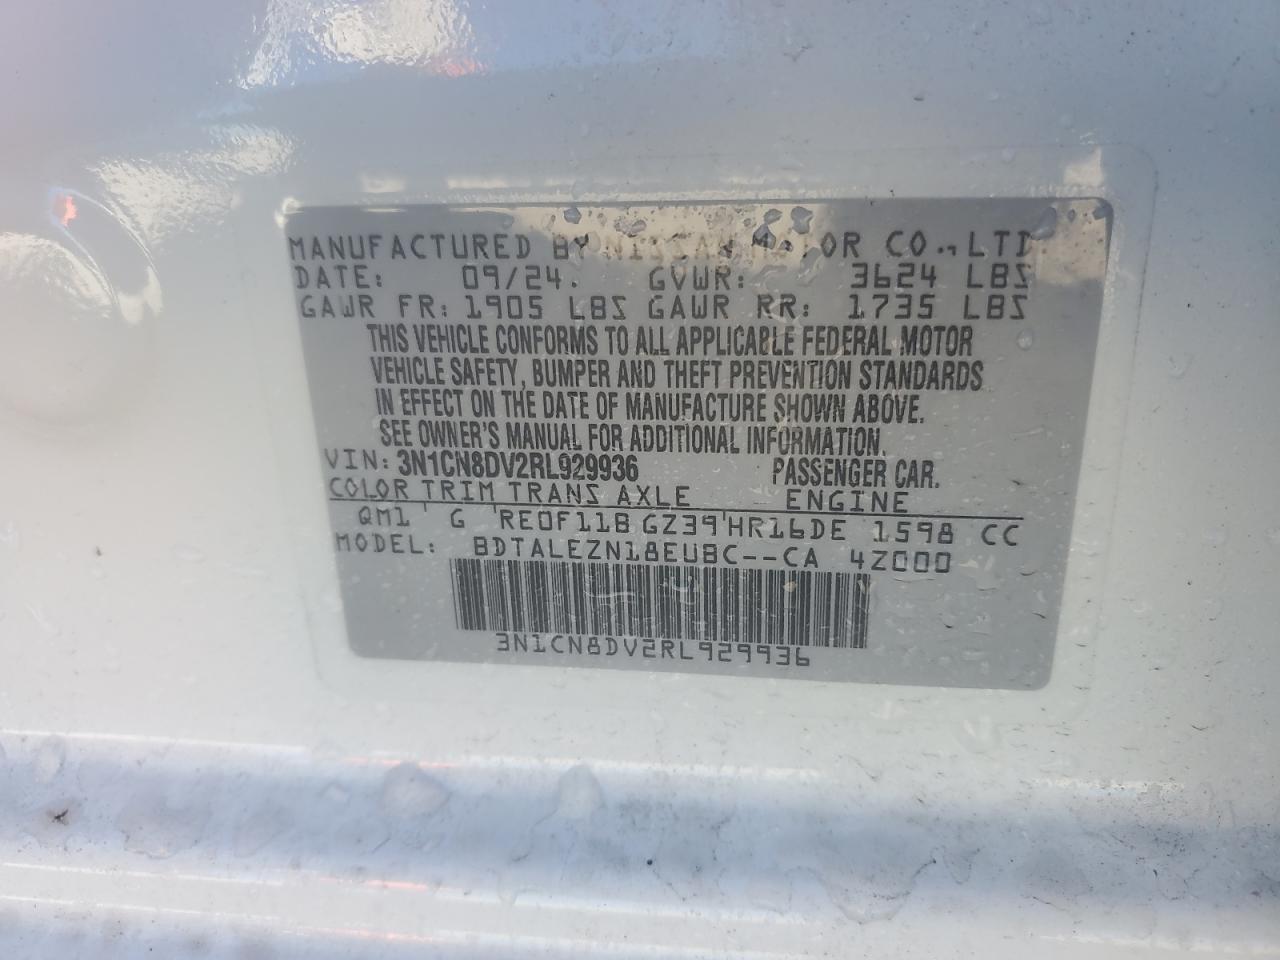 MANUFACTURED BY NISSAN MOTOR CO., LTD
DATE: 09/24. GVWR: 3624 LBS
GAWR FR: 1905 LBS GAWR RR: 1735 LBS
THIS VEHICLE CONFORMS TO ALL APPLICABLE FEDERAL MOTOR
VEHICLE SAFETY, BUMPER AND THEFT PREVENTION STANDARDS
IN EFFECT ON THE DATE OF MANUFACTURE SHOWN ABOVE.
SEE OWNER'S MANUAL FOR ADDITIONAL INFORMATION.
VIN: 3N1CN8DV2RL929936 PASSENGER CAR.
COLOR TRIM TRANS AXLE ENGINE
QM1 G RE0F11B GZ39 HR16DE 1598 CC
MODEL: BDTALEZN18EUBC--CA 4Z000
3N1CN8DV2RL929936